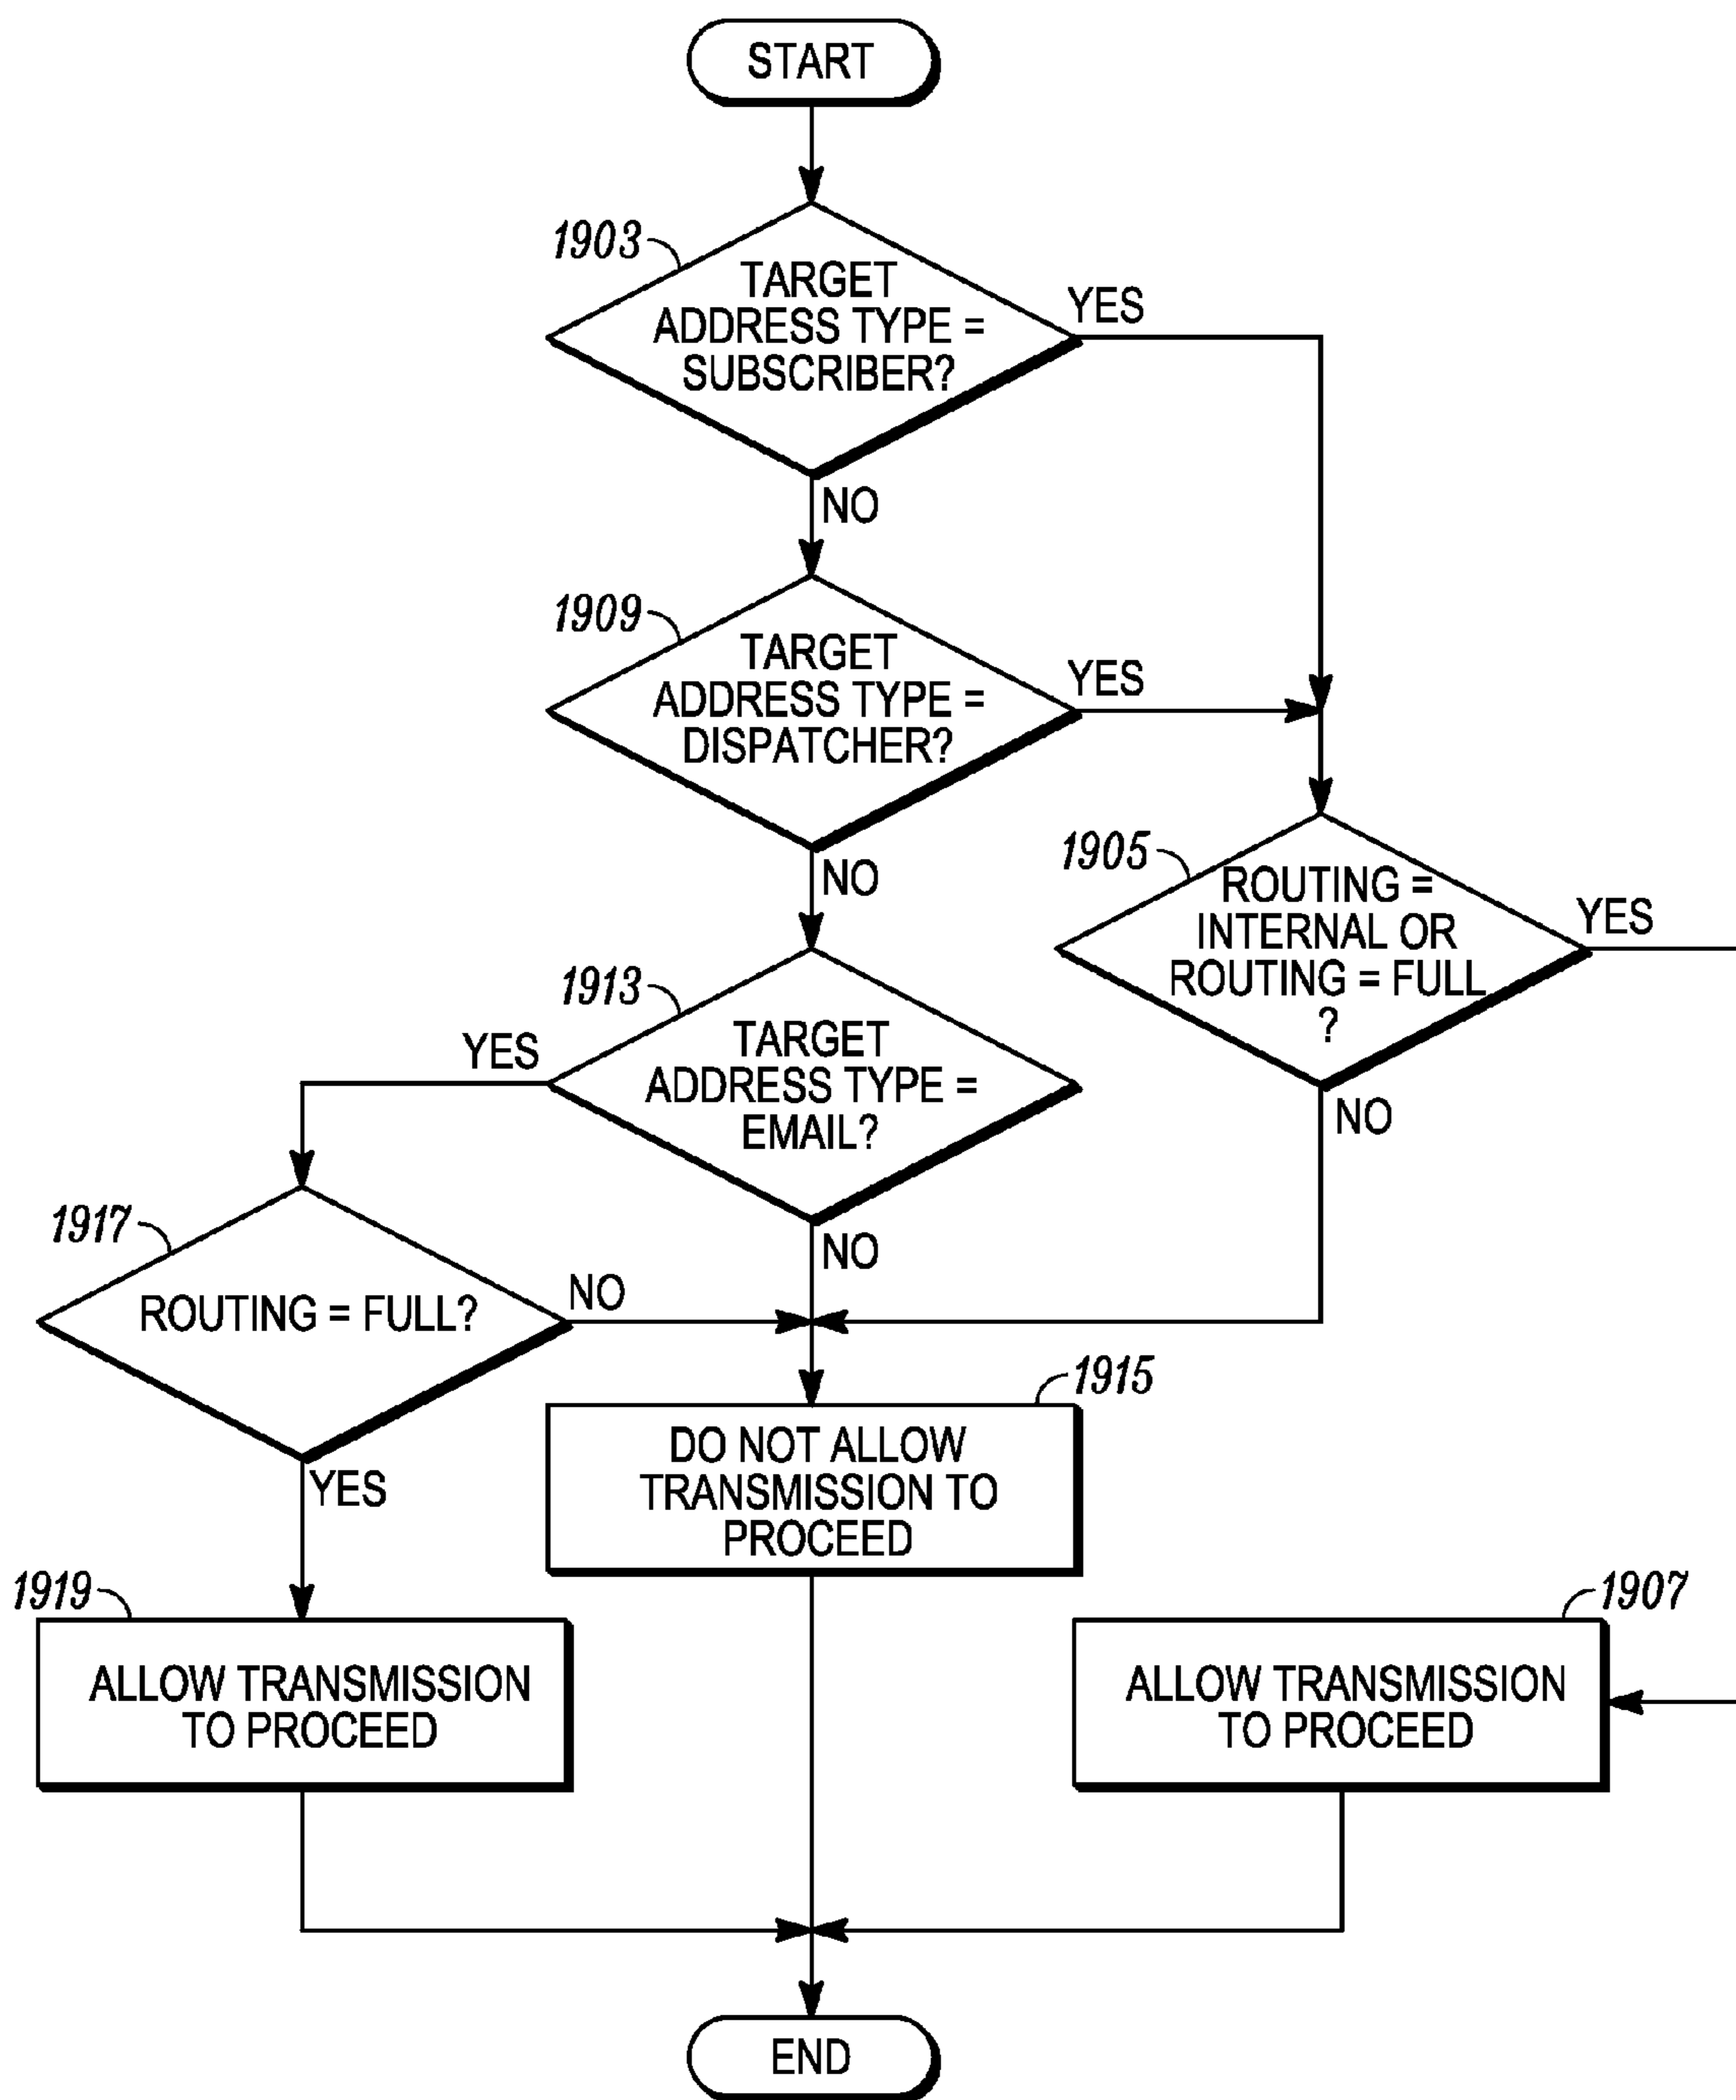 START
1903
TARGET
ADDRESS TYPE =
SUBSCRIBER?
YES
NO
1909
TARGET
ADDRESS TYPE =
DISPATCHER?
YES
NO
1905
ROUTING =
INTERNAL OR
ROUTING = FULL
?
YES
NO
1913
TARGET
ADDRESS TYPE =
EMAIL?
YES
NO
1917
ROUTING = FULL?
NO
YES
1915
DO NOT ALLOW
TRANSMISSION TO
PROCEED
1919
ALLOW TRANSMISSION
TO PROCEED
1907
ALLOW TRANSMISSION
TO PROCEED
END